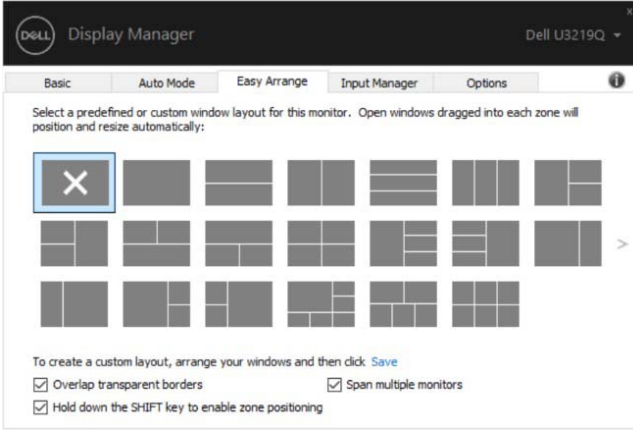 x
DELL Display Manager Dell U3219Q
Basic Auto Mode Easy Arrange Input Manager Options i
Select a predefined or custom window layout for this monitor. Open windows dragged into each zone will
position and resize automatically:
To create a custom layout, arrange your windows and then click Save
Overlap transparent borders Span multiple monitors
Hold down the SHIFT key to enable zone positioning